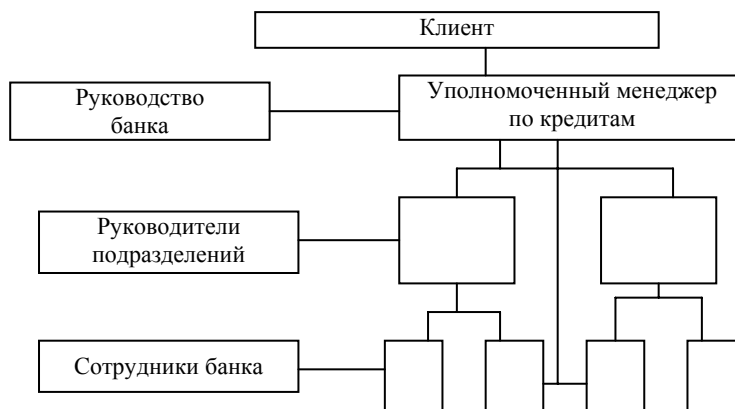 Клиент
Уполномоченный менеджер
по кредитам
Руководство
банка
Руководители
подразделений
Сотрудники банка